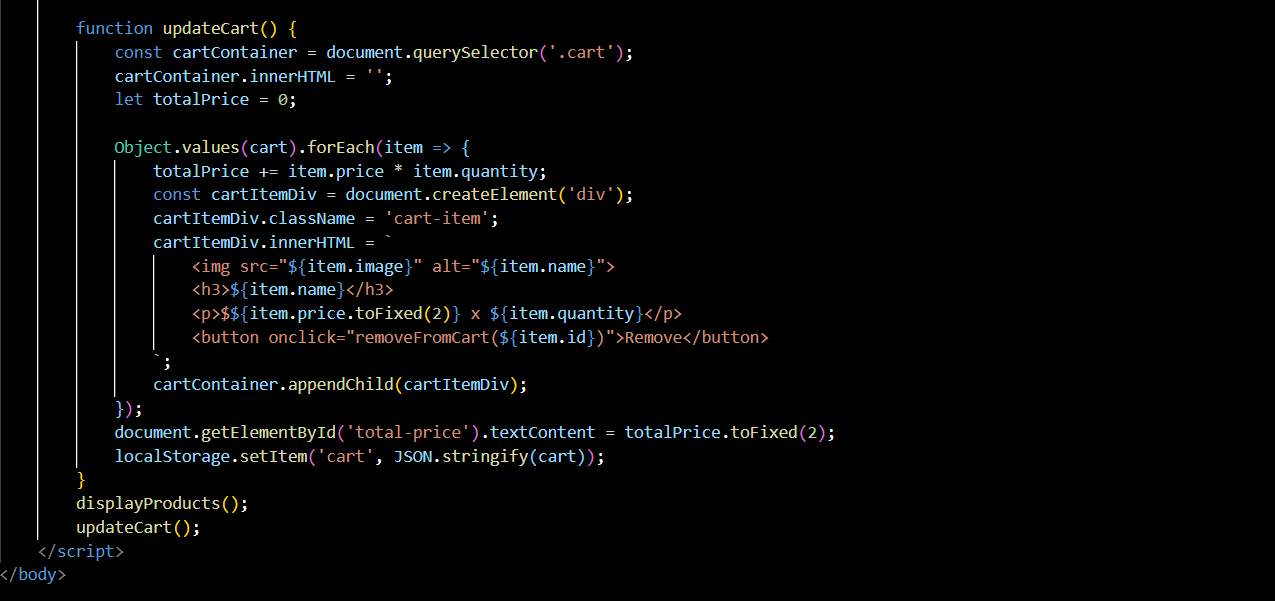 function updateCart() {
const cartContainer = document.querySelector('.cart');
cartContainer.innerHTML = '';
let totalPrice = 0;
Object.values(cart).forEach(item => {
totalPrice += item.price * item.quantity;
const cartItemDiv = document.createElement('div');
cartItemDiv.className = 'cart-item';
cartItemDiv.innerHTML = `
<img src="${item.image}" alt="${item.name}">
<h3>${item.name}</h3>
<p>$${item.price.toFixed(2)} x ${item.quantity}</p>
<button onclick="removeFromCart(${item.id})">Remove</button>
`;
cartContainer.appendChild(cartItemDiv);
});
document.getElementById('total-price').textContent = totalPrice.toFixed(2);
localStorage.setItem('cart', JSON.stringify(cart));
}
displayProducts();
updateCart();
</script>
</body>